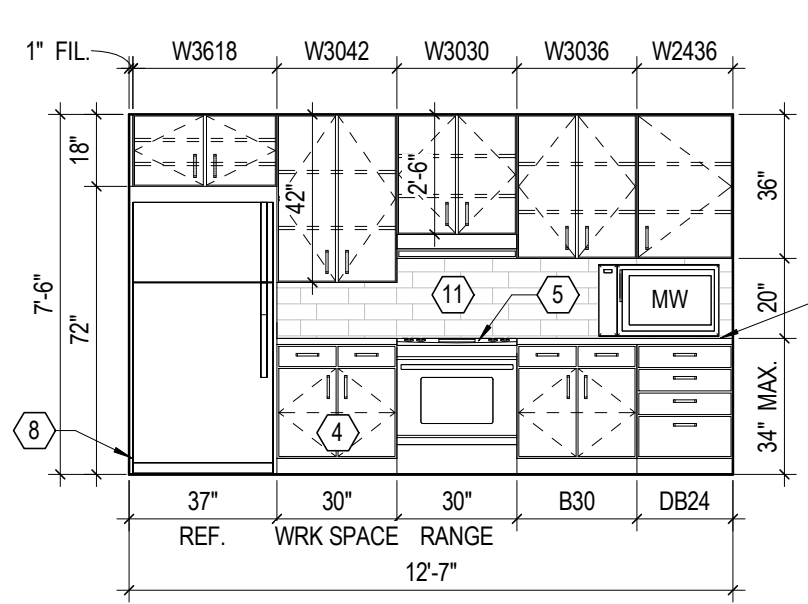 1" FIL. W3618 W3042 W3030 W3036 W2436
18"
42"
2'-6"
36"
7'-6"
72"
11
5
MW
20"
8
4
34" MAX.
37" 30" 30" B30 DB24
REF. WRK SPACE RANGE
12'-7"